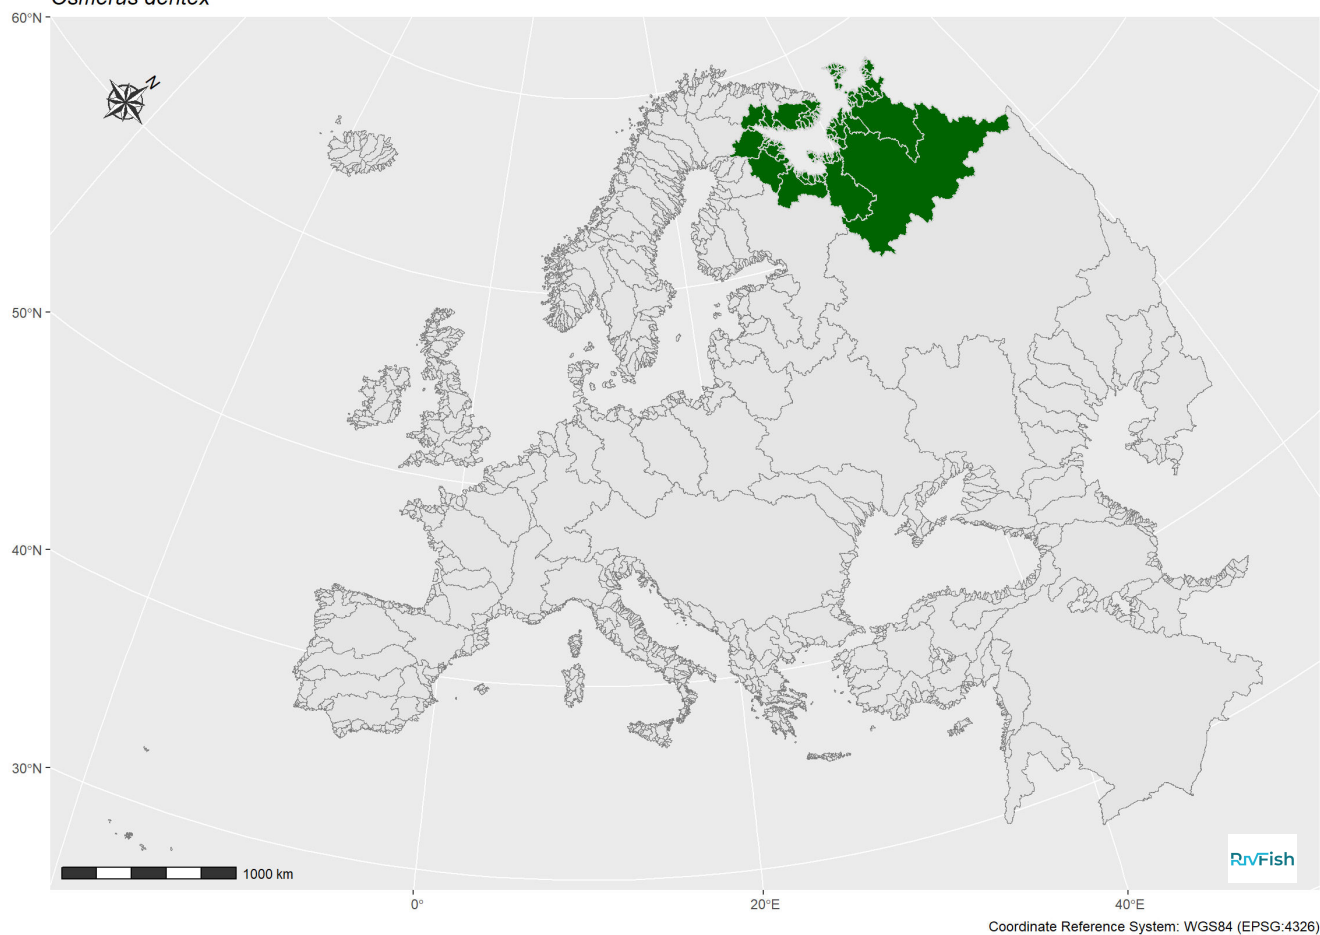 Osmerus dentex
60°N
N
50°N
40°N
30°N
RivFish
1000 km
0°
20°E
40°E
Coordinate Reference System: WGS84 (EPSG:4326)